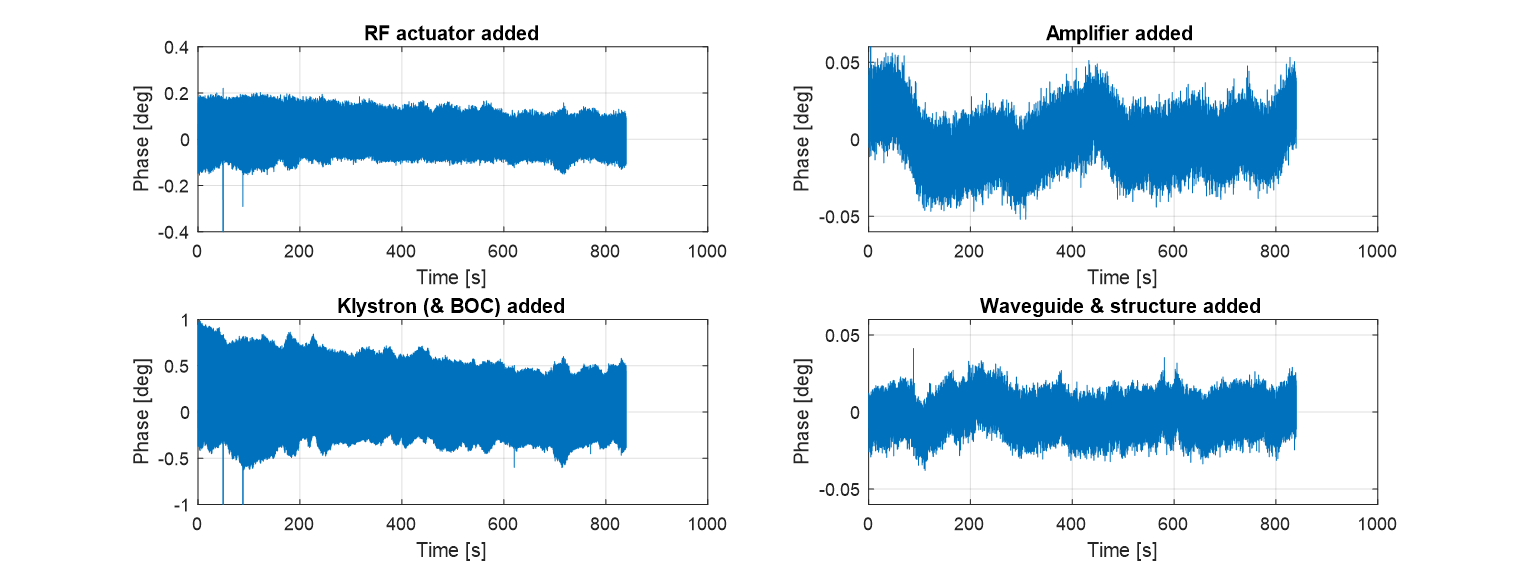 RF actuator added
0.4
0.2
0
-0.2
-0.4
Phase [deg]
0 200 400 600 800 1000
Time [s]
Amplifier added
0.05
0
-0.05
Phase [deg]
0 200 400 600 800 1000
Time [s]
Klystron (& BOC) added
1
0.5
0
-0.5
-1
Phase [deg]
0 200 400 600 800 1000
Time [s]
Waveguide & structure added
0.05
0
-0.05
Phase [deg]
0 200 400 600 800 1000
Time [s]